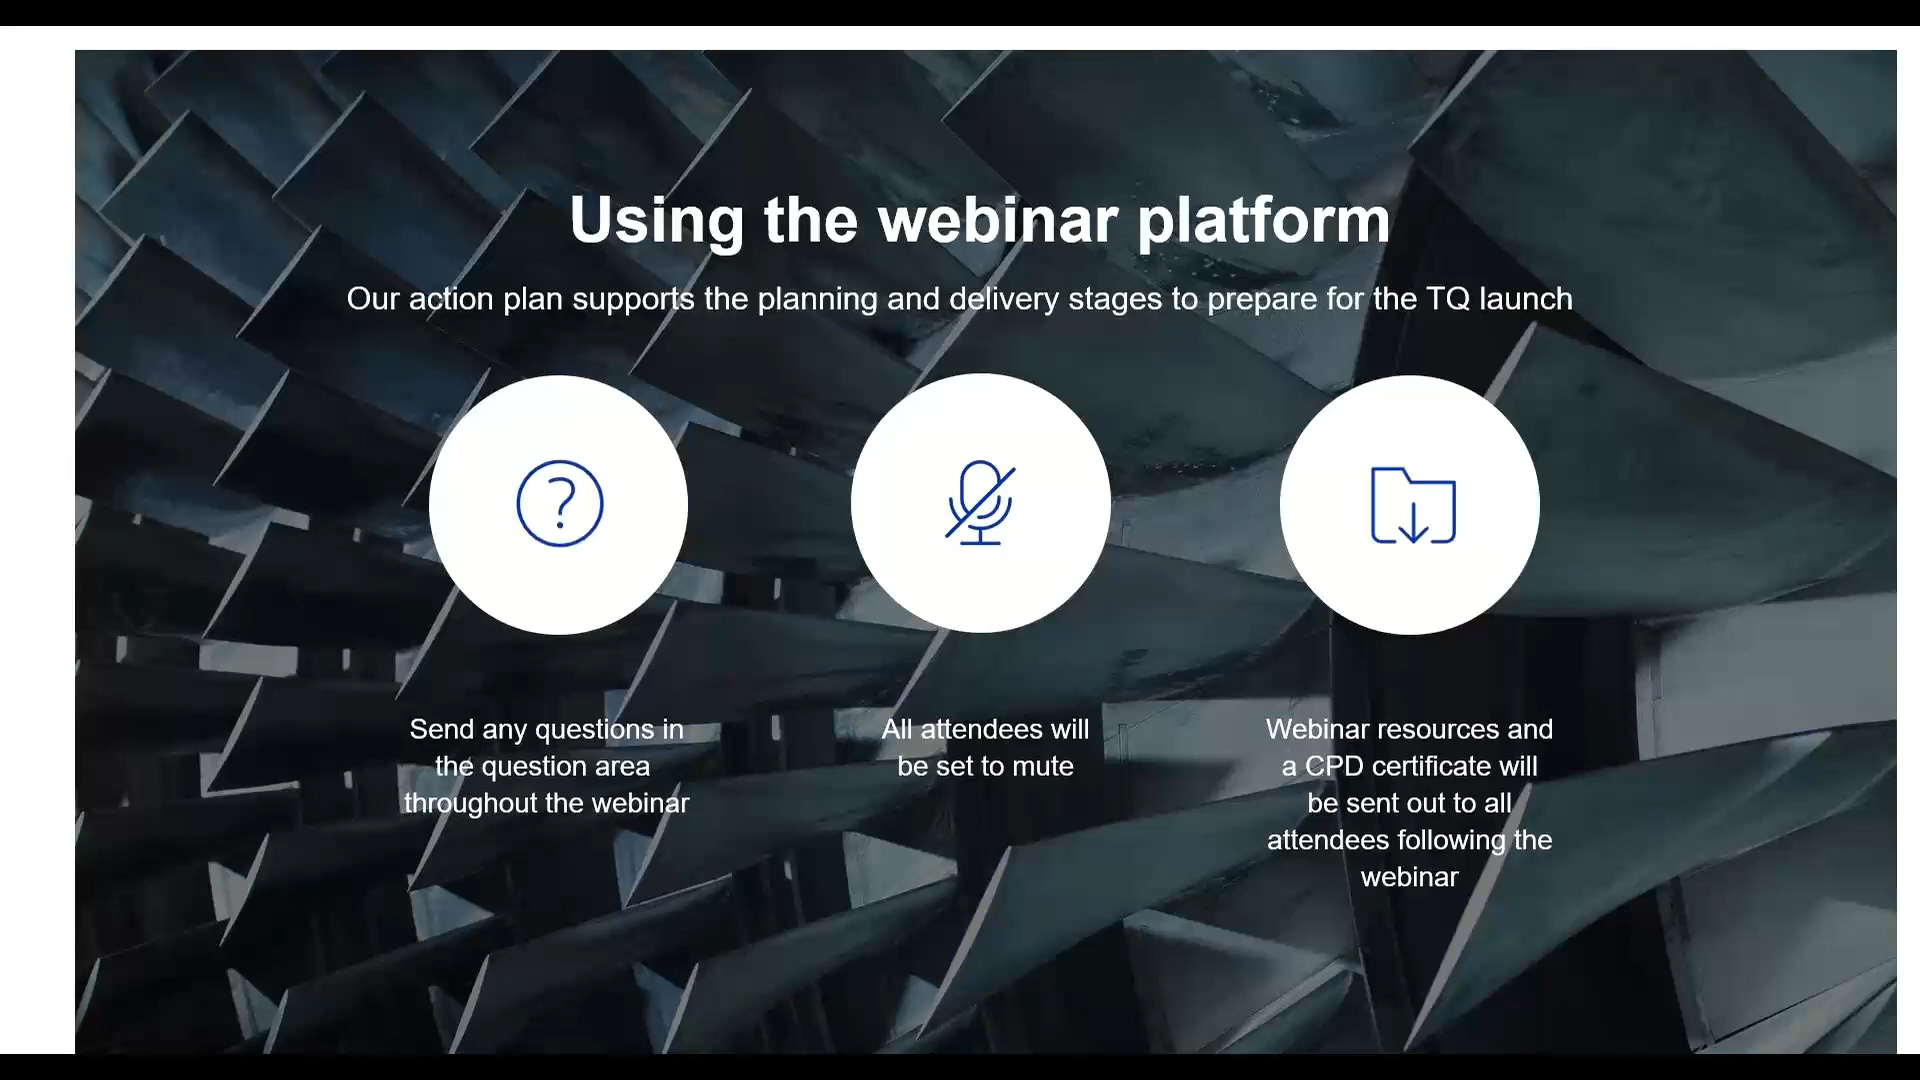 Using the webinar platform
Our action plan supports the planning and delivery stages to prepare for the TQ launch
Send any questions in
the question area
throughout the webinar
All attendees will
be set to mute
Webinar resources and
a CPD certificate will
be sent out to all
attendees following the
webinar